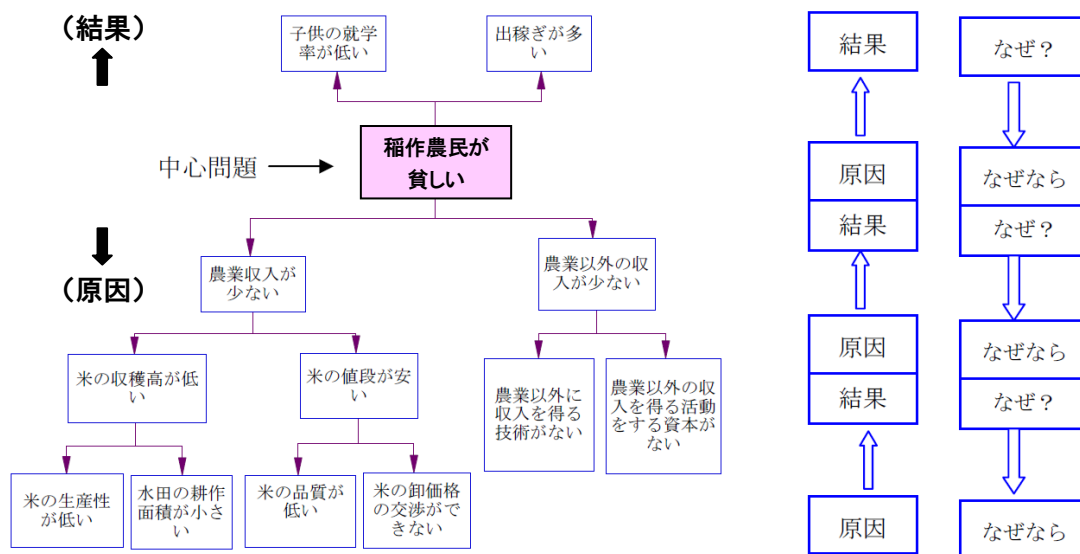 （結果）
子供の就学
率が低い
出稼ぎが多
い
中心問題
稲作農民が
貧しい
（原因）
農業収入が
少ない
農業以外の収
入が少ない
米の収穫高が低
い
米の値段が安
い
農業以外に
収入を得る
技術がない
農業以外の収
入を得る活動
をする資本が
ない
米の生産性
が低い
水田の耕作
面積が小さ
い
米の品質が
低い
米の卸価格
の交渉がで
きない
結果
原因
結果
原因
結果
原因
なぜ？
なぜなら
なぜ？
なぜなら
なぜ？
なぜなら